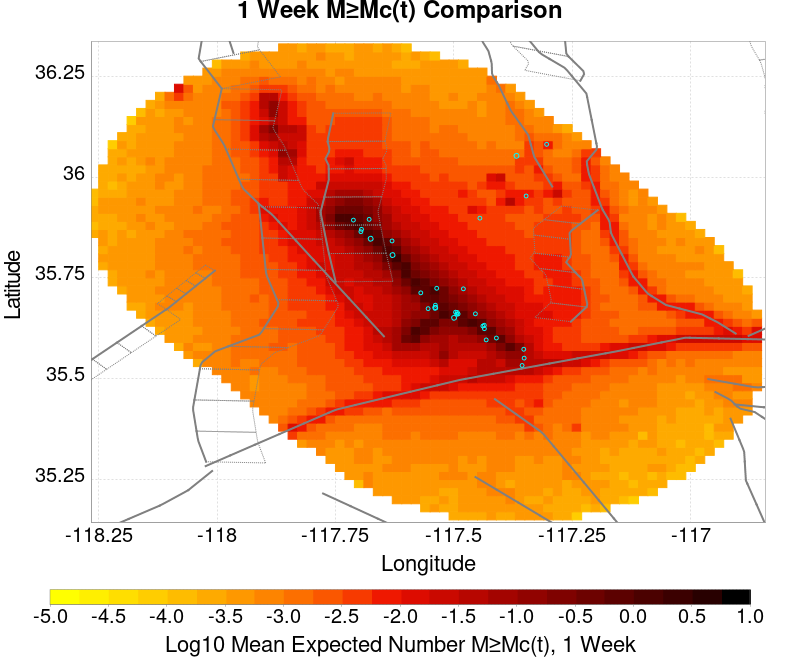 1 Week M≥Mc(t) Comparison
36.25
36
35.75
35.5
35.25
Latitude
-118.25 -118 -117.75 -117.5 -117.25 -117
Longitude
-5.0 -4.5 -4.0 -3.5 -3.0 -2.5 -2.0 -1.5 -1.0 -0.5 0.0 0.5 1.0
Log10 Mean Expected Number M≥Mc(t), 1 Week